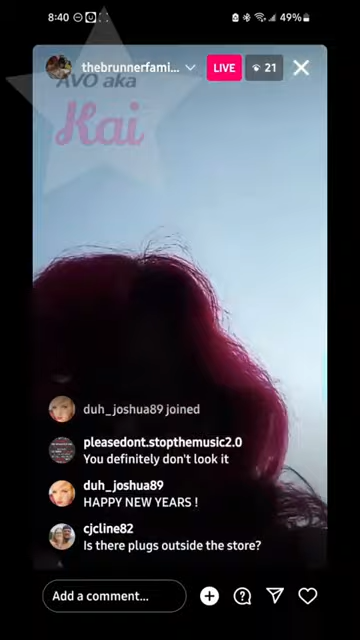 8:40
49%
thebrunnerfami...
LIVE
21
AVO aka
Kai
duh_joshua89 joined
pleasedont.stopthemusic2.0
You definitely don't look it
duh_joshua89
HAPPY NEW YEARS !
cjcline82
Is there plugs outside the store?
Add a comment...